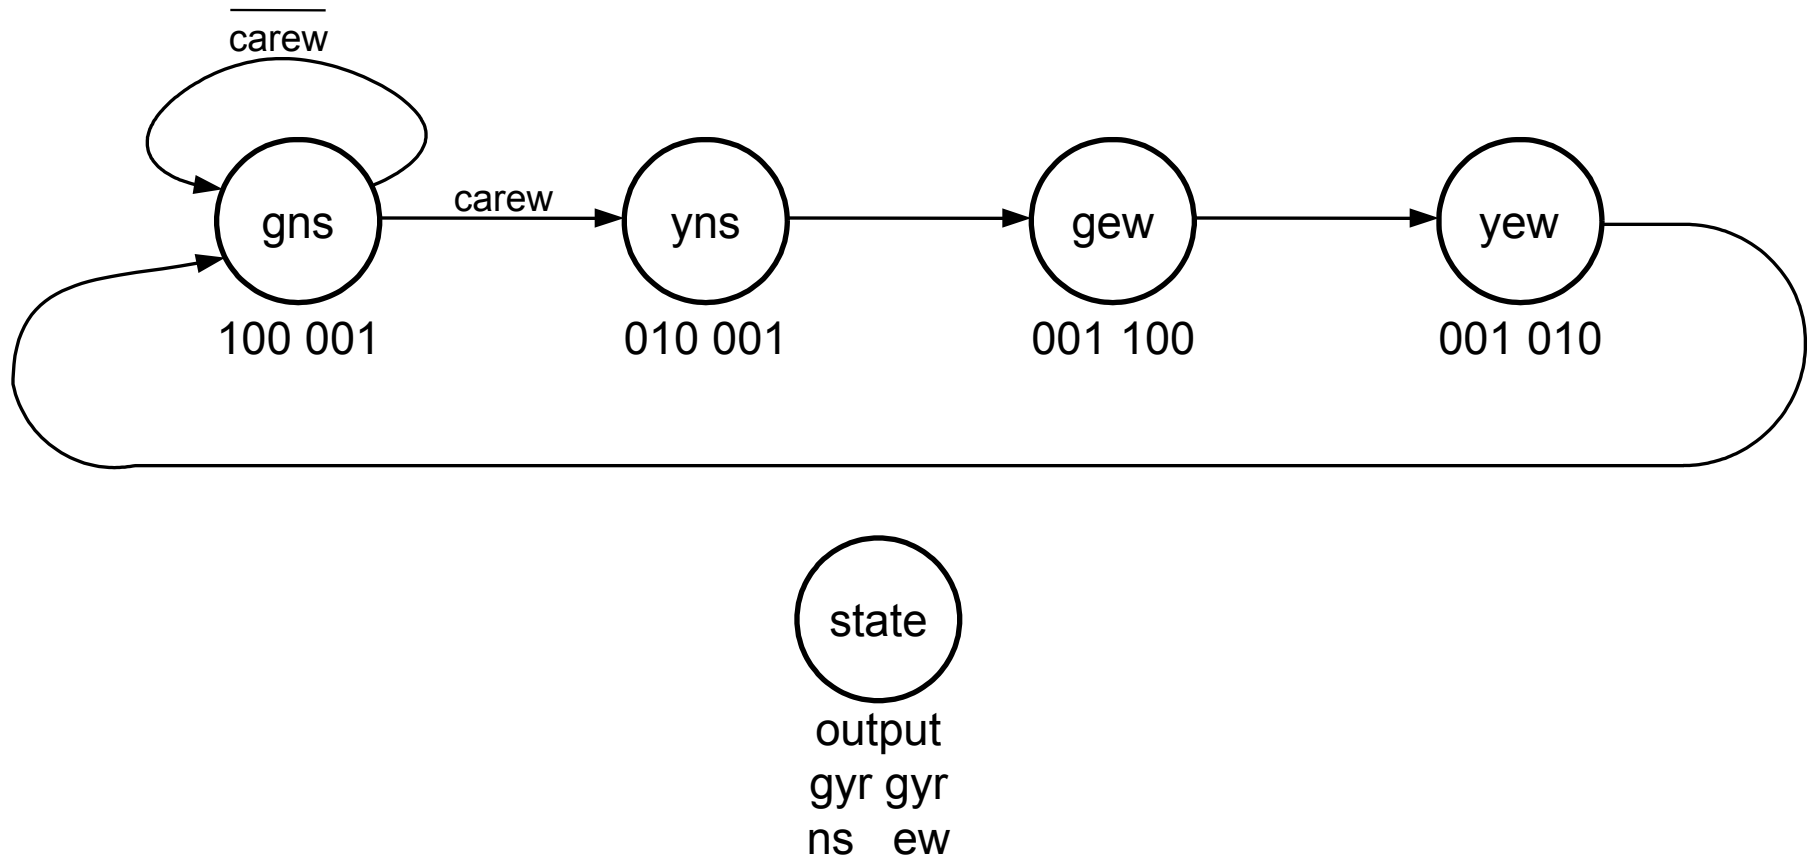 carew
carew
gns yns gew yew
100 001 010 001 001 100 001 010
state
output
gyr gyr
ns ew